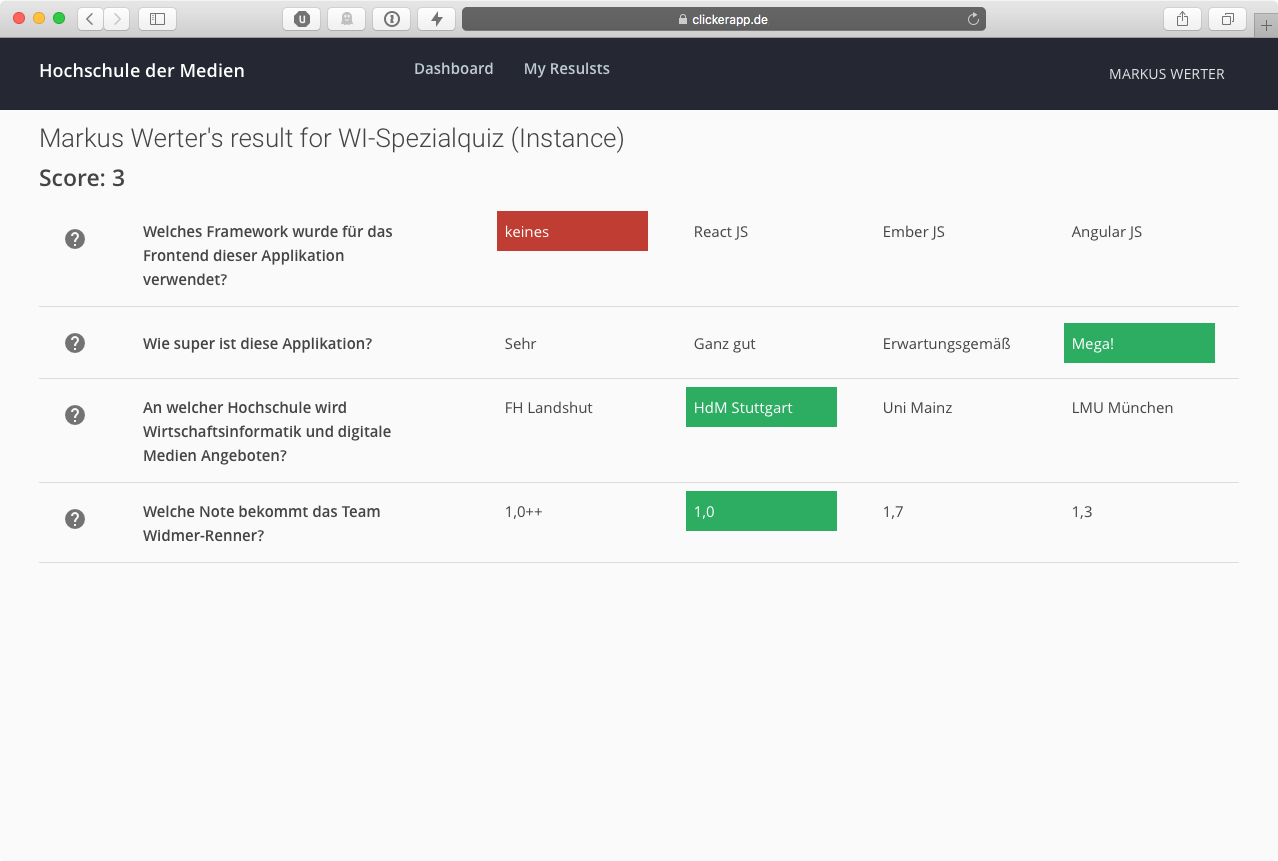 clickerapp.de
Hochschule der Medien
Dashboard
My Resulsts
MARKUS WERTER
Markus Werter's result for WI-Spezialquiz (Instance)
Score: 3
Welches Framework wurde für das
Frontend dieser Applikation
verwendet?
keines
React JS
Ember JS
Angular JS
Wie super ist diese Applikation?
Sehr
Ganz gut
Erwartungsgemäß
Mega!
An welcher Hochschule wird
Wirtschaftsinformatik und digitale
Medien Angeboten?
FH Landshut
HdM Stuttgart
Uni Mainz
LMU München
Welche Note bekommt das Team
Widmer-Renner?
1,0++
1,0
1,7
1,3